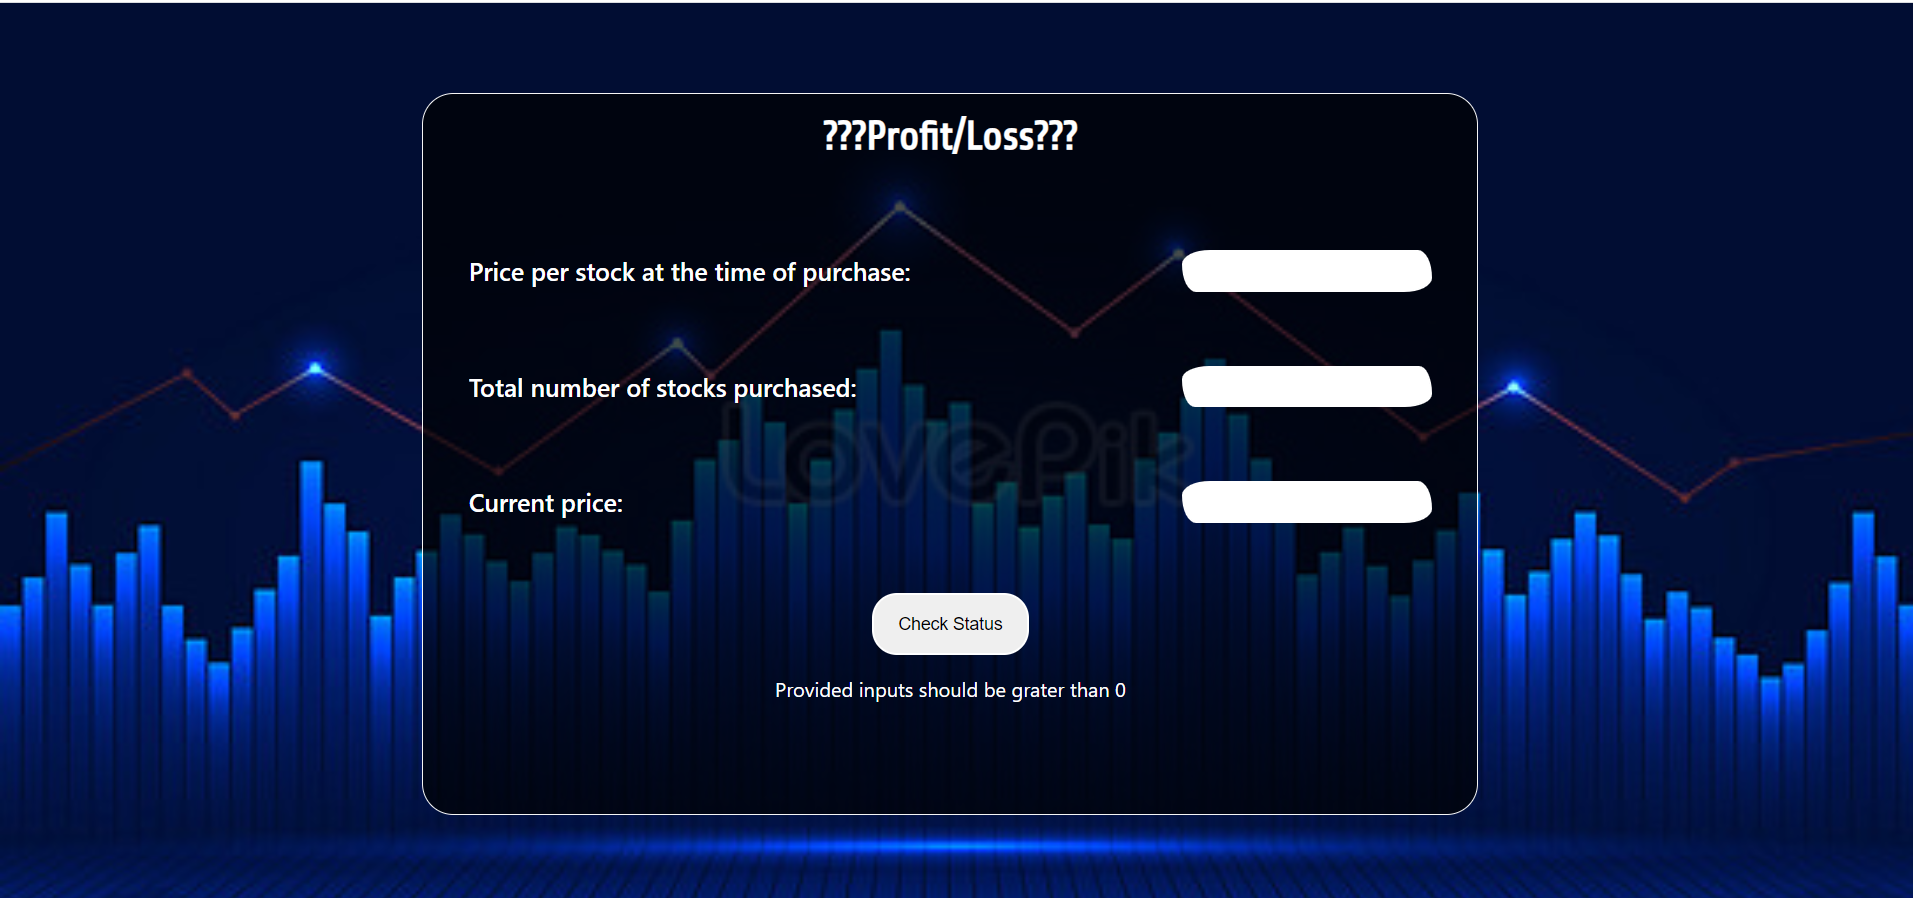 ???Profit/Loss???
Price per stock at the time of purchase:
Total number of stocks purchased:
LovePik
Current price:
Check Status
Provided inputs should be grater than 0